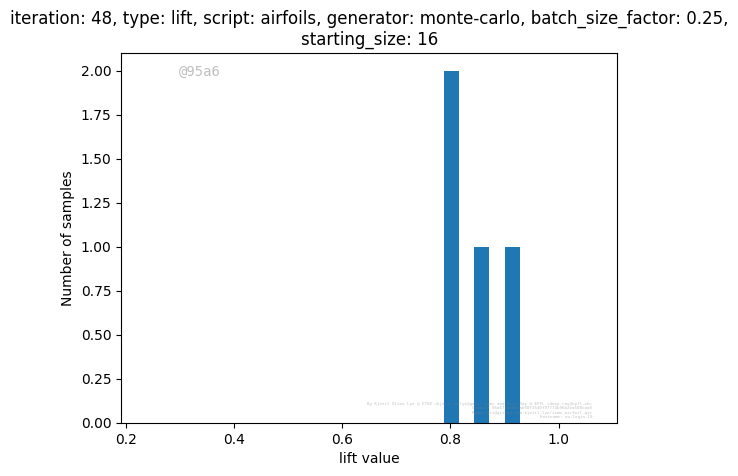 iteration: 48, type: lift, script: airfoils, generator: monte-carlo, batch_size_factor: 0.25,
starting_size: 16
@95a6
2.00
1.75
1.50
1.25
1.00
0.75
0.50
0.25
0.00
Number of samples
0.2 0.4 0.6 0.8 1.0
lift value